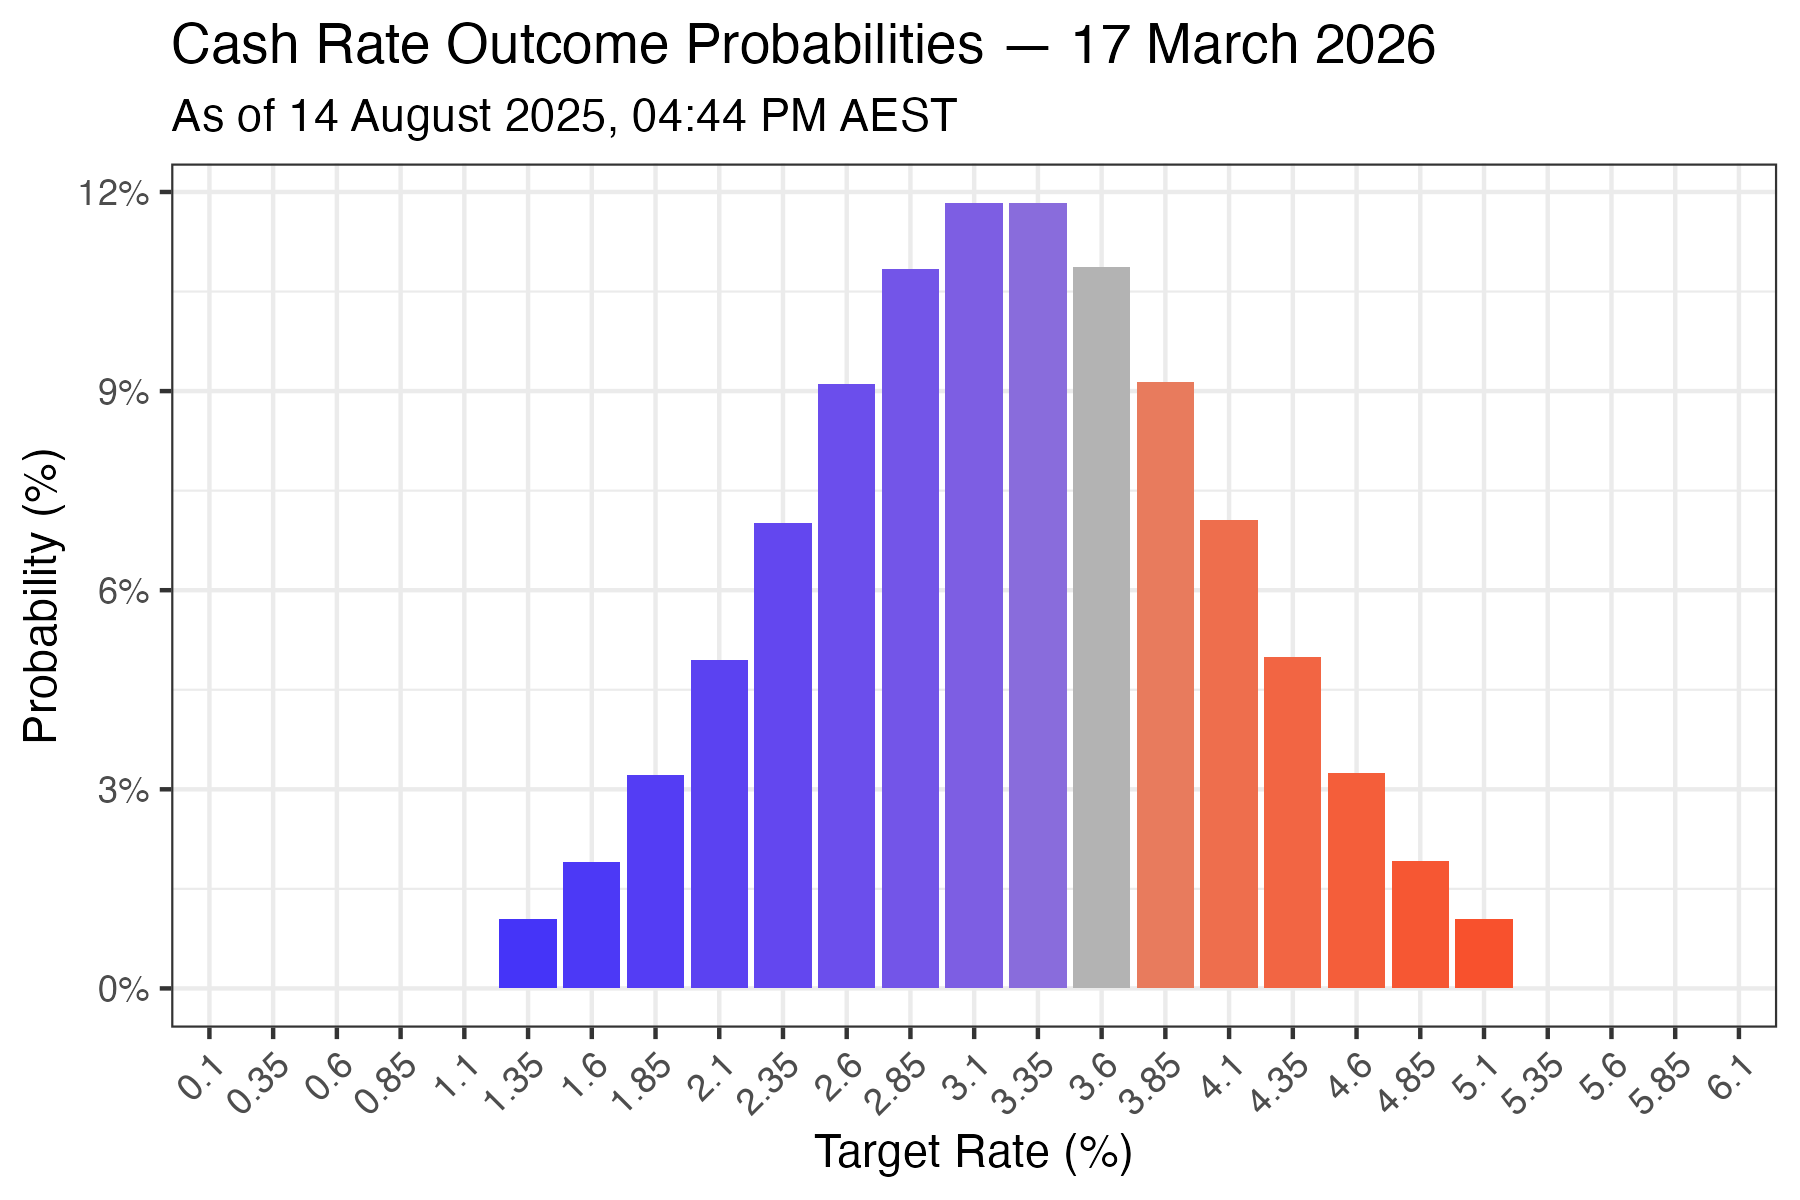 Cash Rate Outcome Probabilities — 17 March 2026
As of 14 August 2025, 04:44 PM AEST
12%
9%
6%
3%
0%
Probability (%)
0.1 0.35 0.6 0.85 1.1 1.35 1.6 1.85 2.1 2.35 2.6 2.85 3.1 3.35 3.6 3.85 4.1 4.35 4.6 4.85 5.1 5.35 5.6 5.85 6.1
Target Rate (%)